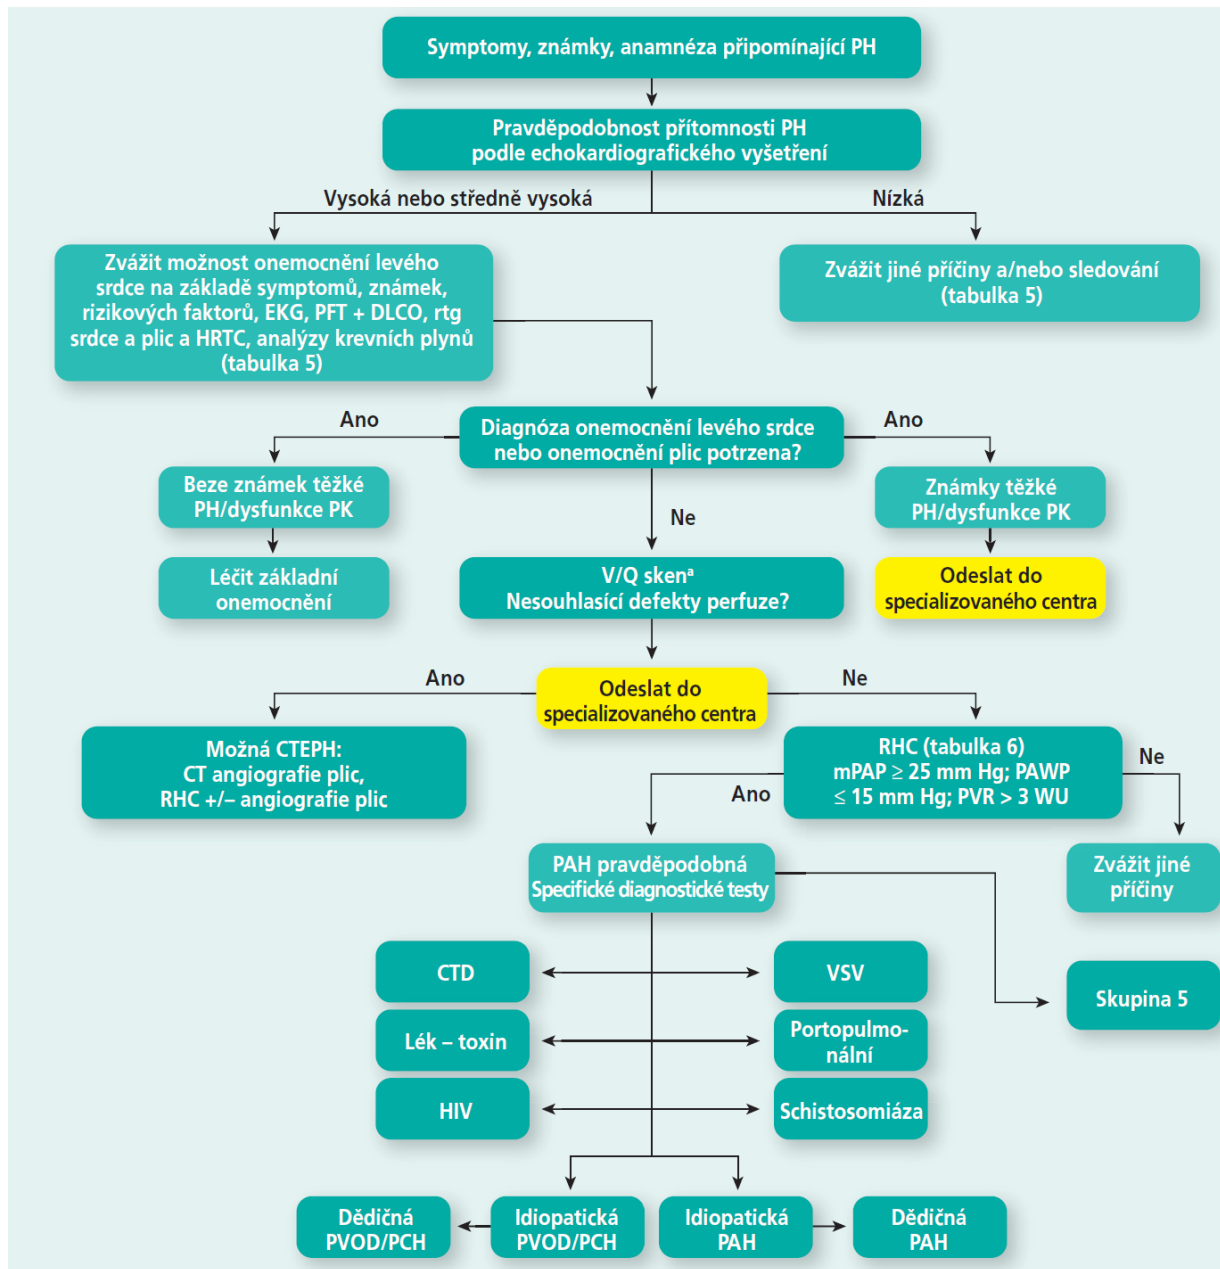 Symptomy, známky, anamnéza připomínající PH
Pravděpodobnost přítomnosti PH
podle echokardiografického vyšetření
Vysoká nebo středně vysoká
Nízká
Zvážit možnost onemocnění levého
srdce na základě symptomů, známek,
rizikových faktorů, EKG, PFT + DLCO, rtg
srdce a plic a HRTC, analýzy krevních plynů
(tabulka 5)
Zvážit jiné příčiny a/nebo sledování
(tabulka 5)
Ano
Diagnóza onemocnění levého srdce
nebo onemocnění plic potrzena?
Ano
Beze známek těžké
PH/dysfunkce PK
Ne
Známky těžké
PH/dysfunkce PK
Léčit základní
onemocnění
V/Q skenª
Nesouhlasící defekty perfuze?
Odeslat do
specializovaného centra
Ano
Odeslat do
specializovaného centra
Ne
Možná CTEPH:
CT angiografie plic,
RHC +/– angiografie plic
RHC (tabulka 6)
mPAP ≥ 25 mm Hg; PAWP
≤ 15 mm Hg; PVR > 3 WU
Ne
Ano
PAH pravděpodobná
Specifické diagnostické testy
Zvážit jiné
příčiny
CTD
VSV
Skupina 5
Lék – toxin
Portopulmo-
nální
HIV
Schistosomiáza
Dědičná
PVOD/PCH
Idiopatická
PVOD/PCH
Idiopatická
PAH
Dědičná
PAH